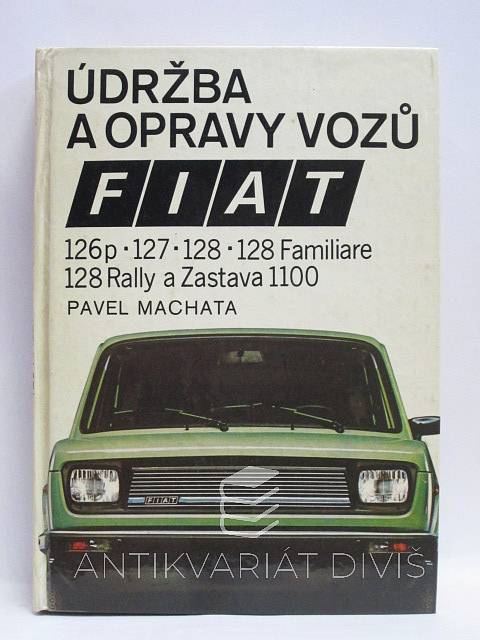 ÚDRŽBA
A OPRAVY VOZŮ
FIAT
126p · 127 · 128 · 128 Familiare
128 Rally a Zastava 1100
PAVEL MACHATA
FIAT
ANTIKVARIÁT DIVIŠ